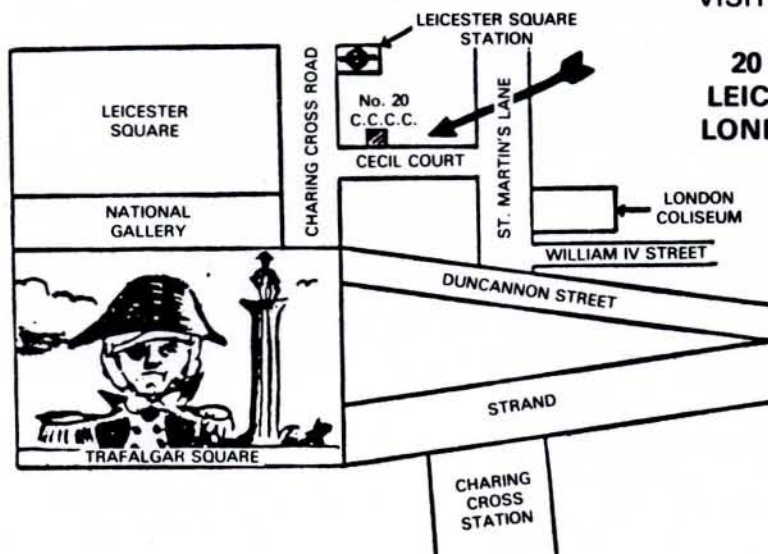 VISIT
20
LEIC
LOND
LEICESTER SQUARE
STATION
CHARING CROSS ROAD
No. 20
C.C.C.C.
LEICESTER
SQUARE
ST. MARTIN'S LANE
CECIL COURT
NATIONAL
GALLERY
LONDON
COLISEUM
WILLIAM IV STREET
DUNCANNON STREET
STRAND
TRAFALGAR SQUARE
CHARING
CROSS
STATION